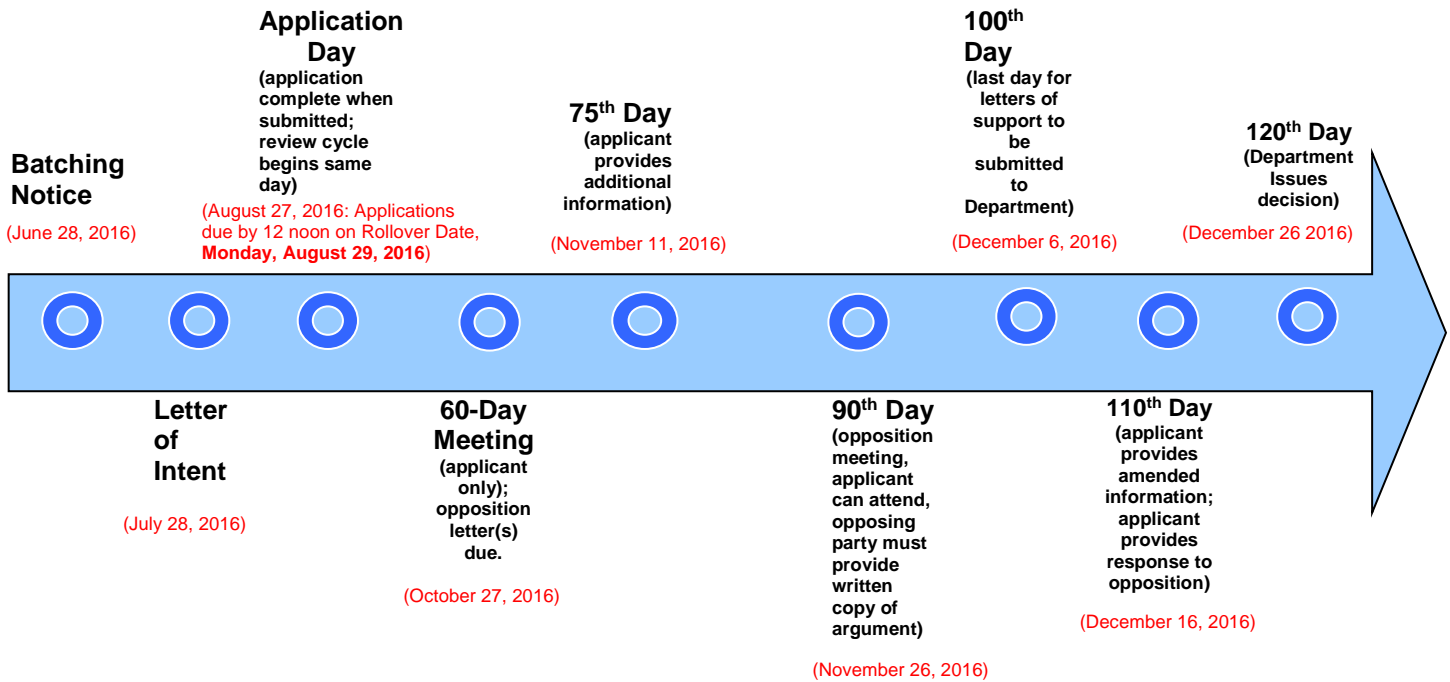 Batching
Notice
(June 28, 2016)
Letter
of
Intent
(July 28, 2016)
Application
Day
(application
complete when
submitted;
review cycle
begins same
day)
(August 27, 2016: Applications
due by 12 noon on Rollover Date,
Monday, August 29, 2016)
60-Day
Meeting
(applicant
only);
opposition
letter(s)
due.
(October 27, 2016)
75th Day
(applicant
provides
additional
information)
(November 11, 2016)
90th Day
(opposition
meeting,
applicant
can attend,
opposing
party must
provide
written
copy of
argument)
(November 26, 2016)
100th
Day
(last day for
letters of
support to
be
submitted
to
Department)
(December 6, 2016)
110th Day
(applicant
provides
amended
information;
applicant
provides
response to
opposition)
(December 16, 2016)
120th Day
(Department
Issues
decision)
(December 26 2016)